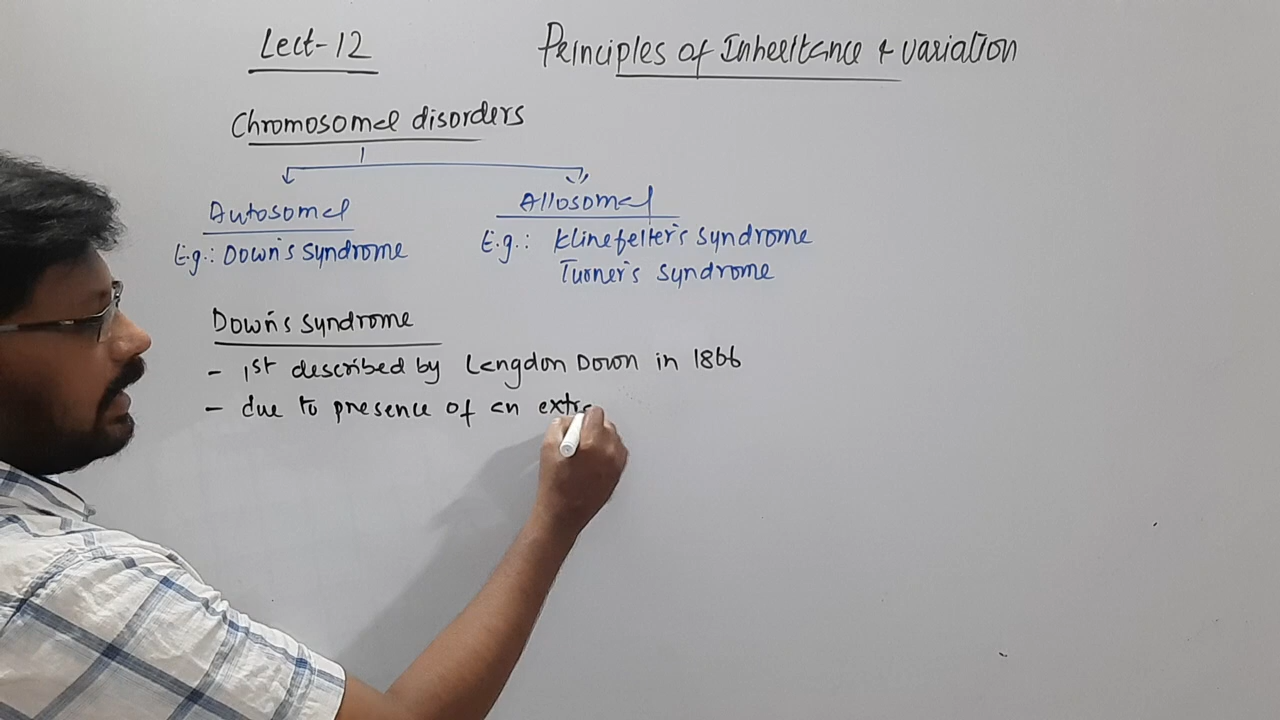 Lect-12
Principles of Inheritance & variation
Chromosomal disorders
Autosomal
Allosomal
E.g.: Down's syndrome
E.g.: Klinefelter's syndrome
Turner's syndrome
Down's syndrome
- 1st described by Langdon Down in 1866
- due to presence of an extra